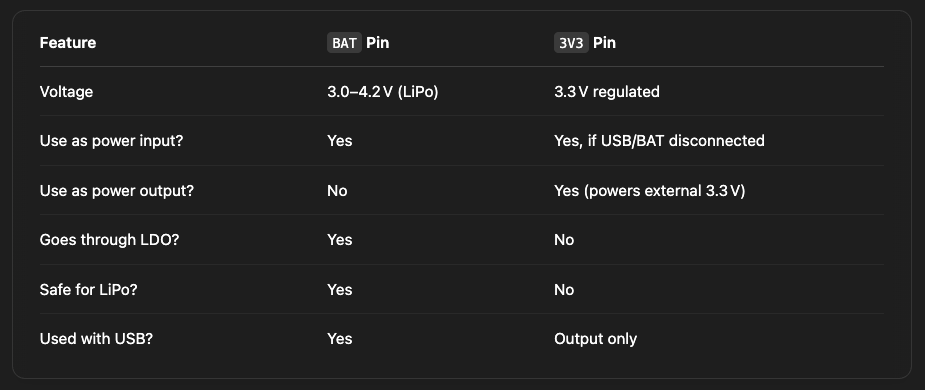 Feature BAT Pin 3V3 Pin
Voltage 3.0–4.2 V (LiPo) 3.3 V regulated
Use as power input? Yes Yes, if USB/BAT disconnected
Use as power output? No Yes (powers external 3.3 V)
Goes through LDO? Yes No
Safe for LiPo? Yes No
Used with USB? Yes Output only